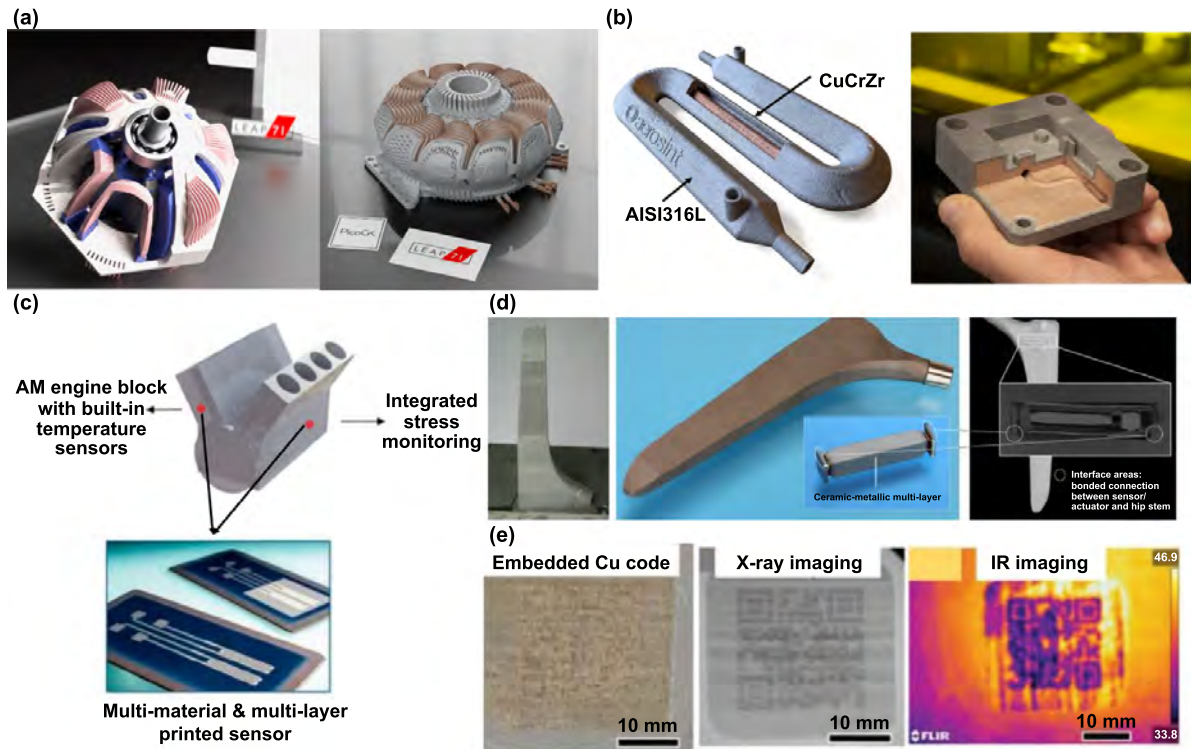 (a)
LEAP 71
PicoGK
LEAP 71
(b)
CuCrZr
aerosint
AISI316L
(c)
AM engine block
with built-in
temperature
sensors
Integrated
stress
monitoring
Multi-material & multi-layer
printed sensor
(d)
Ceramic-metallic multi-layer
Interface areas:
bonded connection
between sensor/
actuator and hip stem
(e)
Embedded Cu code
10 mm
X-ray imaging
10 mm
IR imaging
46.9
10 mm
FLIR
33.8